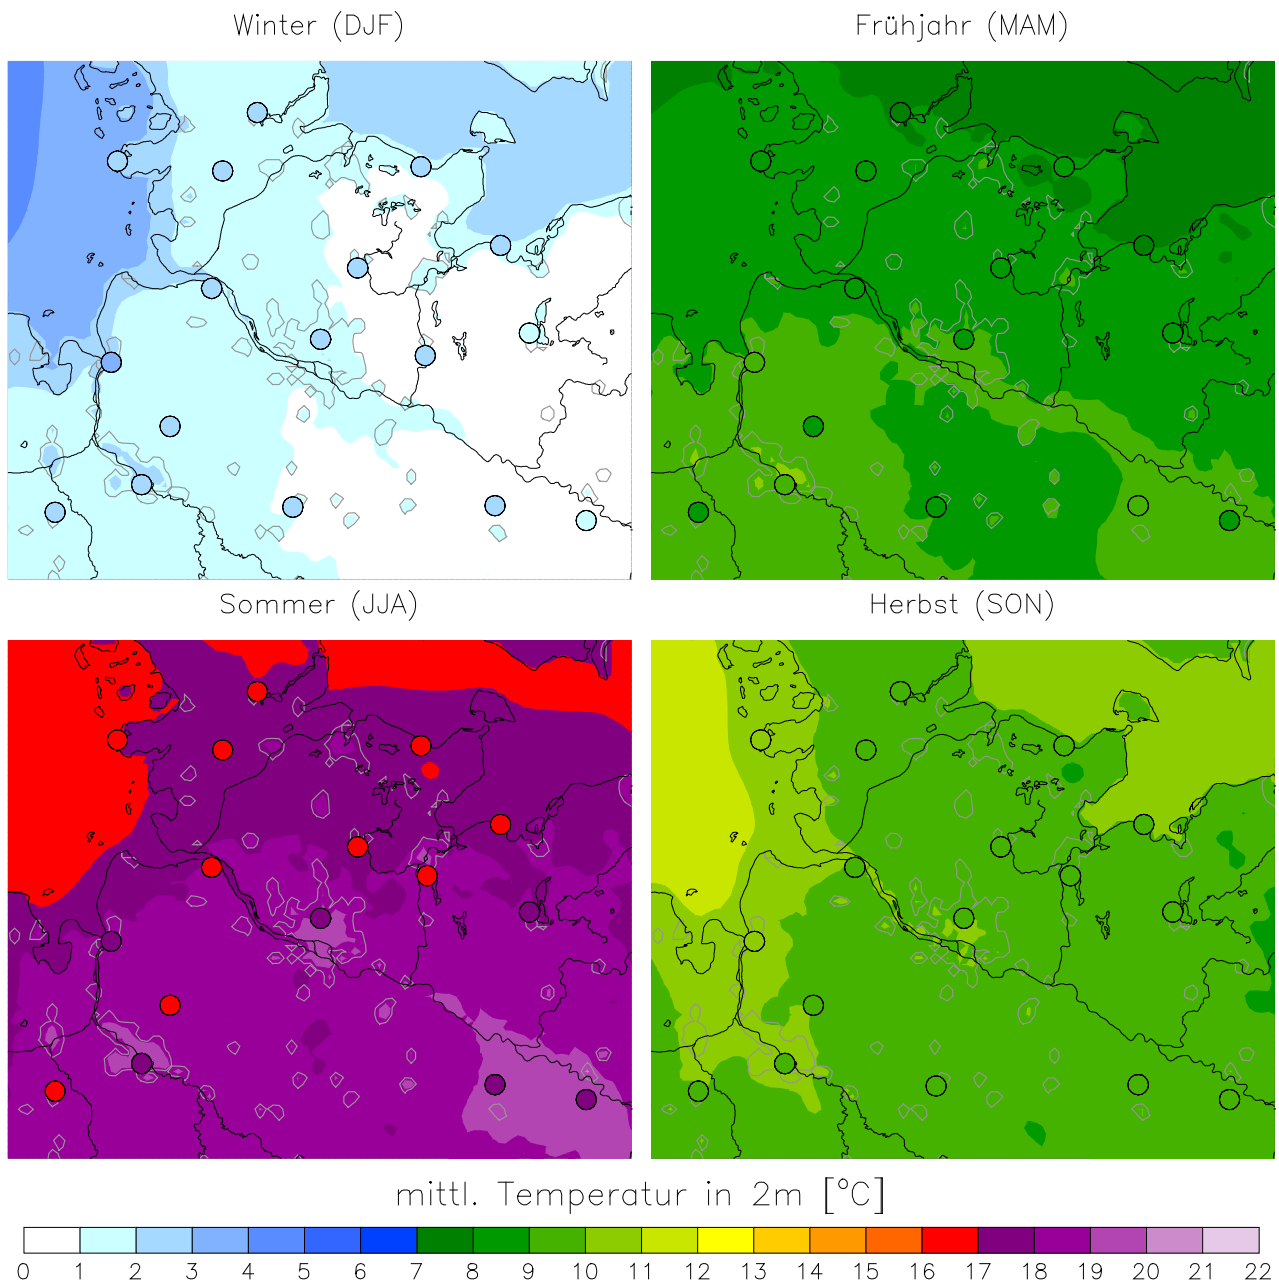 Winter (DJF)
Frühjahr (MAM)
Sommer (JJA)
Herbst (SON)
mittl. Temperatur in 2m [°C]
0 1 2 3 4 5 6 7 8 9 10 11 12 13 14 15 16 17 18 19 20 21 22